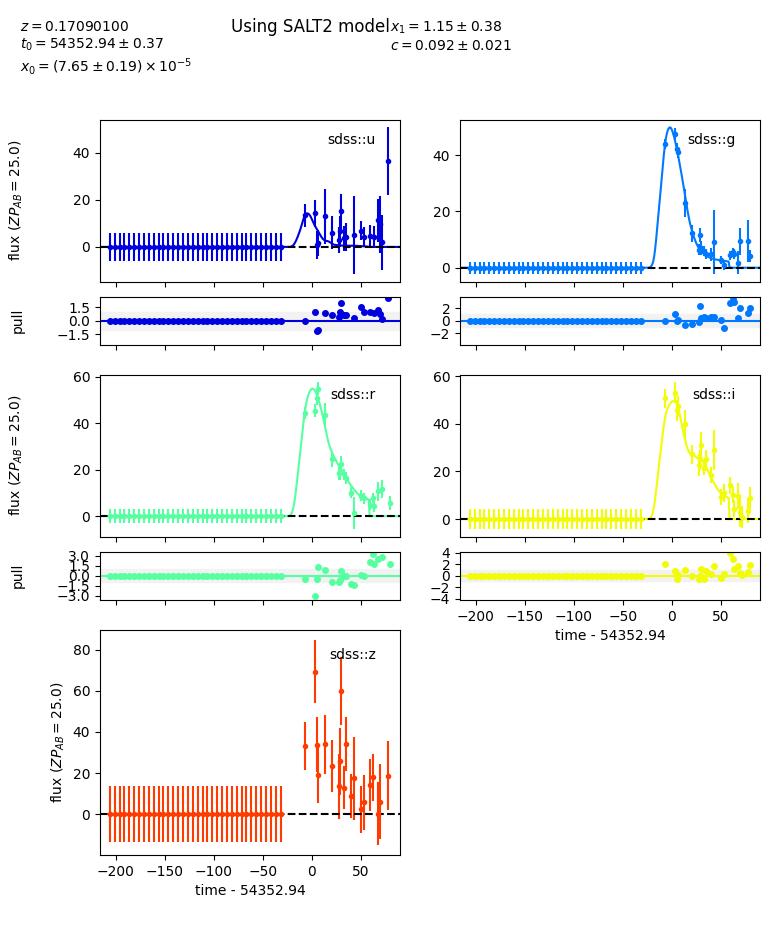 Using SALT2 model
z = 0.17090100
t₀ = 54352.94 ± 0.37
x₀ = (7.65 ± 0.19) × 10⁻⁵
x₁ = 1.15 ± 0.38
c = 0.092 ± 0.021
sdss::u
flux (ZP_AB = 25.0)
40
20
0
sdss::g
40
20
0
pull
1.5
0.0
−1.5
2
0
−2
sdss::r
flux (ZP_AB = 25.0)
60
40
20
0
sdss::i
60
40
20
0
pull
3.0
1.5
0.0
−1.5
−3.0
4
2
0
−2
−4
−200 −150 −100 −50 0 50
time - 54352.94
sdss::z
flux (ZP_AB = 25.0)
80
60
40
20
0
−200 −150 −100 −50 0 50
time - 54352.94